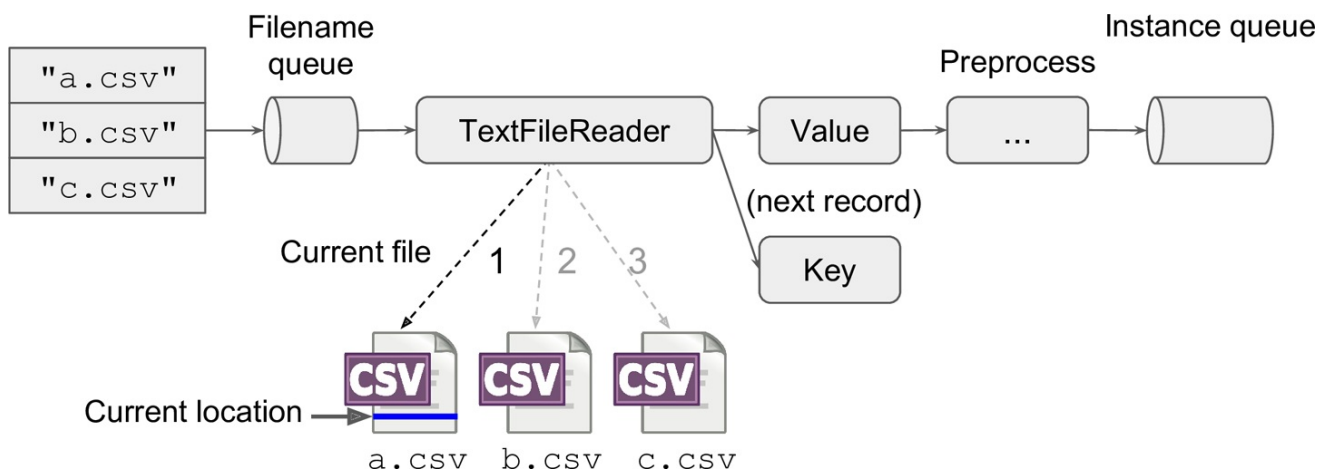 Filename
queue
Instance queue
Preprocess
"a.csv"
"b.csv"
"c.csv"
TextFileReader
Value
...
(next record)
Key
Current file
1
2
3
CSV
CSV
CSV
Current location
a.csv
b.csv
c.csv